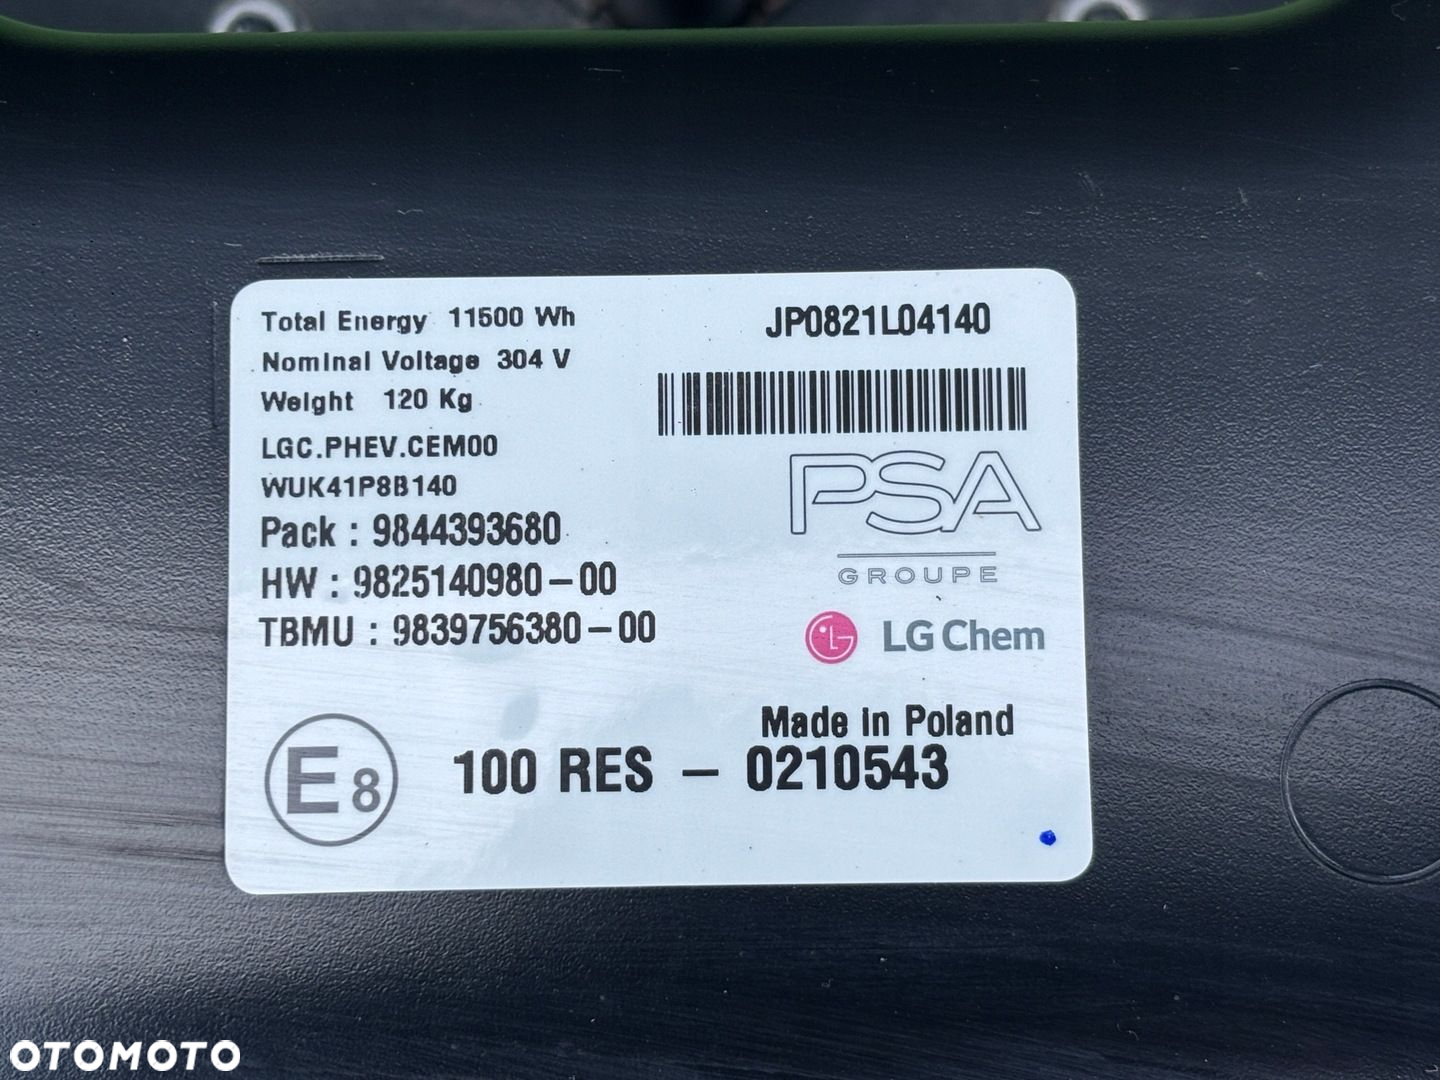 Total Energy 11500 Wh
Nominal Voltage 304 V
Weight 120 Kg
LGC.PHEV.CEM00
WUK41P8B140
Pack : 9844393680
HW : 9825140980-00
TBMU : 9839756380-00
JP0821L04140
PSA
GROUPE
LG Chem
Made in Poland
E8
100 RES - 0210543
OTOMOTO